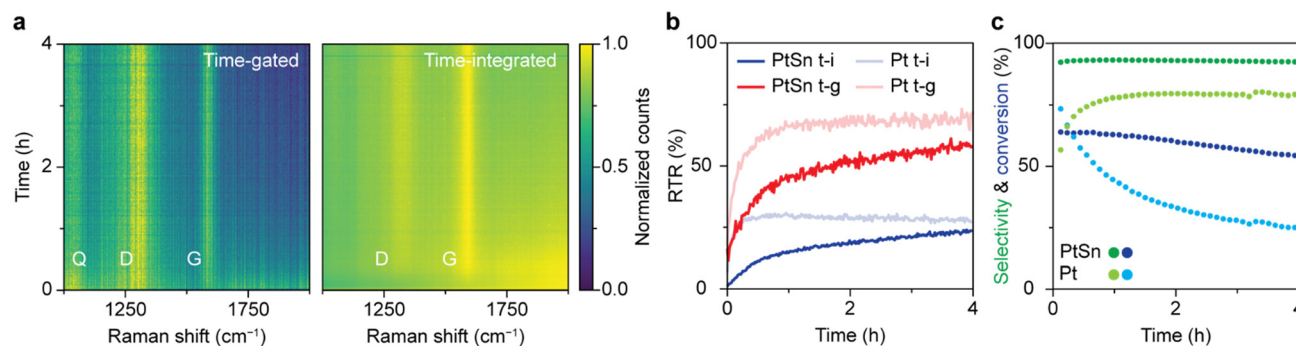 a
Time-gated
Time-integrated
Q D G
D G
4
3
2
1
0
Time (h)
1250 1750
Raman shift (cm⁻¹)
1250 1750
Raman shift (cm⁻¹)
1.0
0.5
0.0
Normalized counts
b
PtSn t-i Pt t-i
PtSn t-g Pt t-g
100
50
0
RTR (%)
0 2 4
Time (h)
c
100
50
0
Selectivity & conversion (%)
PtSn
Pt
0 2 4
Time (h)